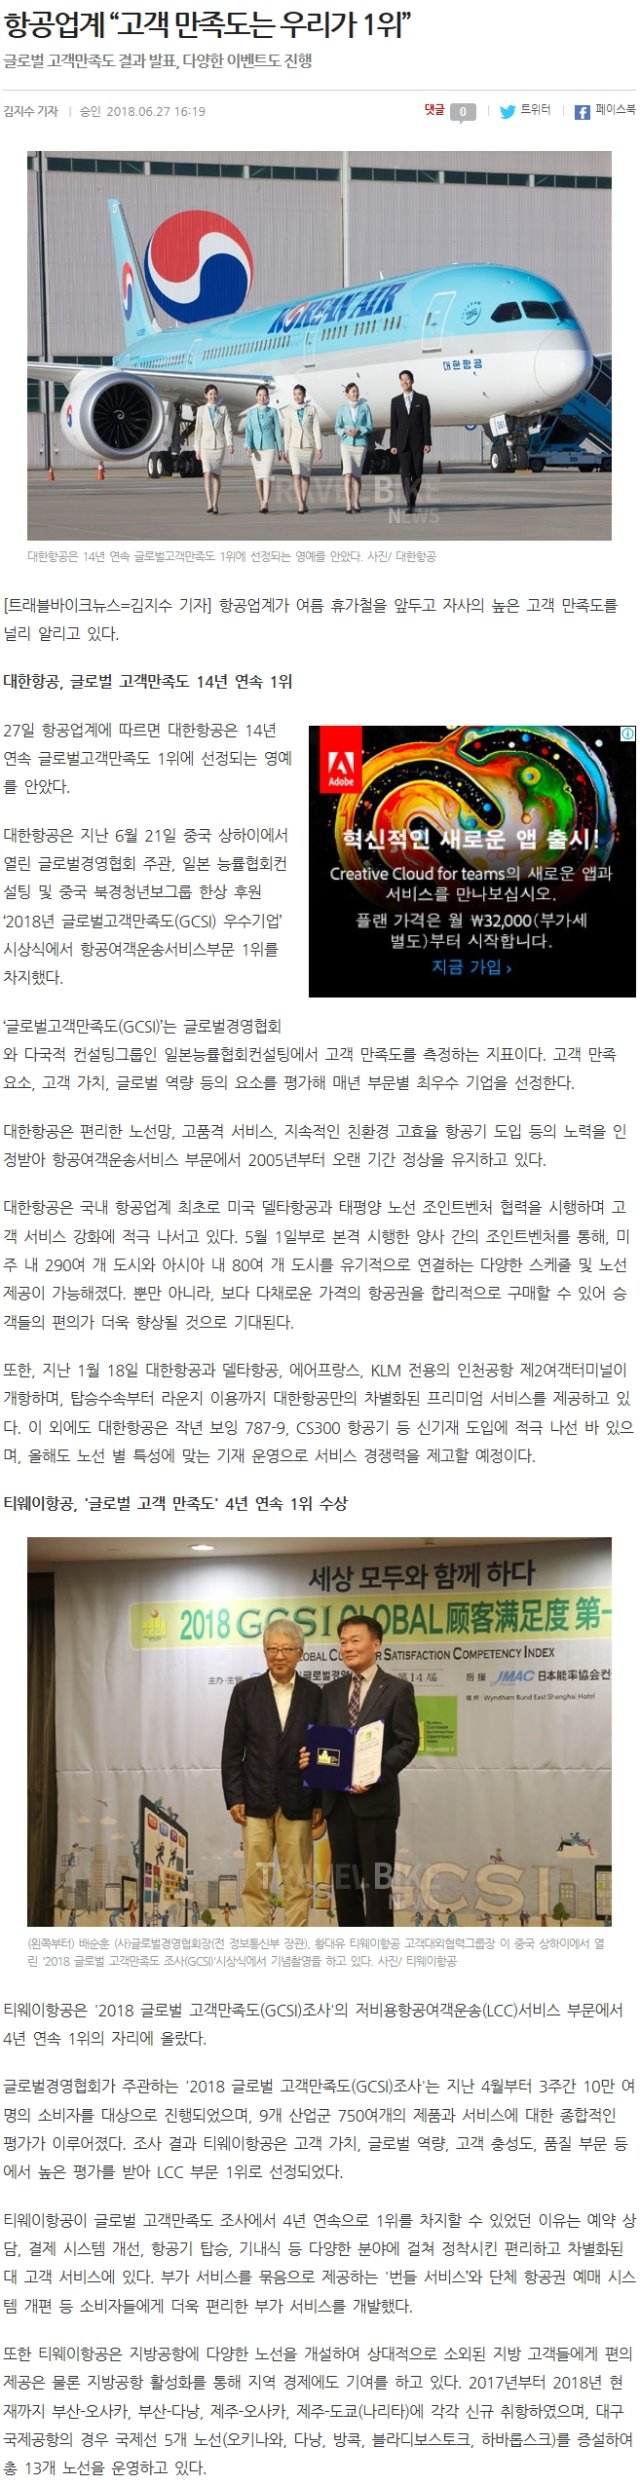 항공업계 “고객 만족도는 우리가 1위”
글로벌 고객만족도 결과 발표, 다양한 이벤트도 진행
김지수 기자 | 승인 2018.06.27 16:19
댓글 0 | 트위터 | 페이스북
KOREAN AIR
대한항공
TRAVEL BIKE
NEWS
대한항공은 14년 연속 글로벌고객만족도 1위에 선정되는 영예를 안았다. 사진/ 대한항공
[트래블바이크뉴스=김지수 기자] 항공업계가 여름 휴가철을 앞두고 자사의 높은 고객 만족도를
널리 알리고 있다.
대한항공, 글로벌 고객만족도 14년 연속 1위
27일 항공업계에 따르면 대한항공은 14년
연속 글로벌고객만족도 1위에 선정되는 영예
를 안았다.
대한항공은 지난 6월 21일 중국 상하이에서
열린 글로벌경영협회 주관, 일본 능률협회컨
설팅 및 중국 북경청년보그룹 한상 후원
‘2018년 글로벌고객만족도(GCSI) 우수기업’
시상식에서 항공여객운송서비스부문 1위를
차지했다.
Adobe
혁신적인 새로운 앱 출시!
Creative Cloud for teams의 새로운 앱과
서비스를 만나보십시오.
플랜 가격은 월 ₩32,000(부가세
별도)부터 시작합니다.
지금 가입 ›
‘글로벌고객만족도(GCSI)’는 글로벌경영협회
와 다국적 컨설팅그룹인 일본능률협회컨설팅에서 고객 만족도를 측정하는 지표이다. 고객 만족
요소, 고객 가치, 글로벌 역량 등의 요소를 평가해 매년 부문별 최우수 기업을 선정한다.
대한항공은 편리한 노선망, 고품격 서비스, 지속적인 친환경 고효율 항공기 도입 등의 노력을 인
정받아 항공여객운송서비스 부문에서 2005년부터 오랜 기간 정상을 유지하고 있다.
대한항공은 국내 항공업계 최초로 미국 델타항공과 태평양 노선 조인트벤처 협력을 시행하며 고
객 서비스 강화에 적극 나서고 있다. 5월 1일부로 본격 시행한 양사 간의 조인트벤처를 통해, 미
주 내 290여 개 도시와 아시아 내 80여 개 도시를 유기적으로 연결하는 다양한 스케줄 및 노선
제공이 가능해졌다. 뿐만 아니라, 보다 다채로운 가격의 항공권을 합리적으로 구매할 수 있어 승
객들의 편의가 더욱 향상될 것으로 기대된다.
또한, 지난 1월 18일 대한항공과 델타항공, 에어프랑스, KLM 전용의 인천공항 제2여객터미널이
개항하며, 탑승수속부터 라운지 이용까지 대한항공만의 차별화된 프리미엄 서비스를 제공하고 있
다. 이 외에도 대한항공은 작년 보잉 787-9, CS300 항공기 등 신기재 도입에 적극 나선 바 있으
며, 올해도 노선 별 특성에 맞는 기재 운영으로 서비스 경쟁력을 제고할 예정이다.
티웨이항공, '글로벌 고객 만족도' 4년 연속 1위 수상
세상 모두와 함께 하다
2018 GCSI GLOBAL顧客満足度 第一
GLOBAL CUSTOMER SATISFACTION COMPETENCY INDEX
주최·주관 글로벌경영 第14屆 后援 JMAC 日本能率協会컨
場所 : Wyndham Bund East Shanghai Hotel
GLOBAL
CUSTOMER
SATISFACTION
COMPETENCY
INDEX
NUMBER 1
GCSI
TRAVEL BIKE
(왼쪽부터) 배순훈 (사)글로벌경영협회장(전 정보통신부 장관), 황대유 티웨이항공 고객대외협력그룹장 이 중국 상하이에서 열
린 '2018 글로벌 고객만족도 조사(GCSI)'시상식에서 기념촬영을 하고 있다. 사진/ 티웨이항공
티웨이항공은 '2018 글로벌 고객만족도(GCSI)조사'의 저비용항공여객운송(LCC)서비스 부문에서
4년 연속 1위의 자리에 올랐다.
글로벌경영협회가 주관하는 '2018 글로벌 고객만족도(GCSI)조사'는 지난 4월부터 3주간 10만 여
명의 소비자를 대상으로 진행되었으며, 9개 산업군 750여개의 제품과 서비스에 대한 종합적인
평가가 이루어졌다. 조사 결과 티웨이항공은 고객 가치, 글로벌 역량, 고객 충성도, 품질 부문 등
에서 높은 평가를 받아 LCC 부문 1위로 선정되었다.
티웨이항공이 글로벌 고객만족도 조사에서 4년 연속으로 1위를 차지할 수 있었던 이유는 예약 상
담, 결제 시스템 개선, 항공기 탑승, 기내식 등 다양한 분야에 걸쳐 정착시킨 편리하고 차별화된
대 고객 서비스에 있다. 부가 서비스를 묶음으로 제공하는 '번들 서비스'와 단체 항공권 예매 시스
템 개편 등 소비자들에게 더욱 편리한 부가 서비스를 개발했다.
또한 티웨이항공은 지방공항에 다양한 노선을 개설하여 상대적으로 소외된 지방 고객들에게 편의
제공은 물론 지방공항 활성화를 통해 지역 경제에도 기여를 하고 있다. 2017년부터 2018년 현
재까지 부산-오사카, 부산-다낭, 제주-오사카, 제주-도쿄(나리타)에 각각 신규 취항하였으며, 대구
국제공항의 경우 국제선 5개 노선(오키나와, 다낭, 방콕, 블라디보스토크, 하바롭스크)를 증설하여
총 13개 노선을 운영하고 있다.